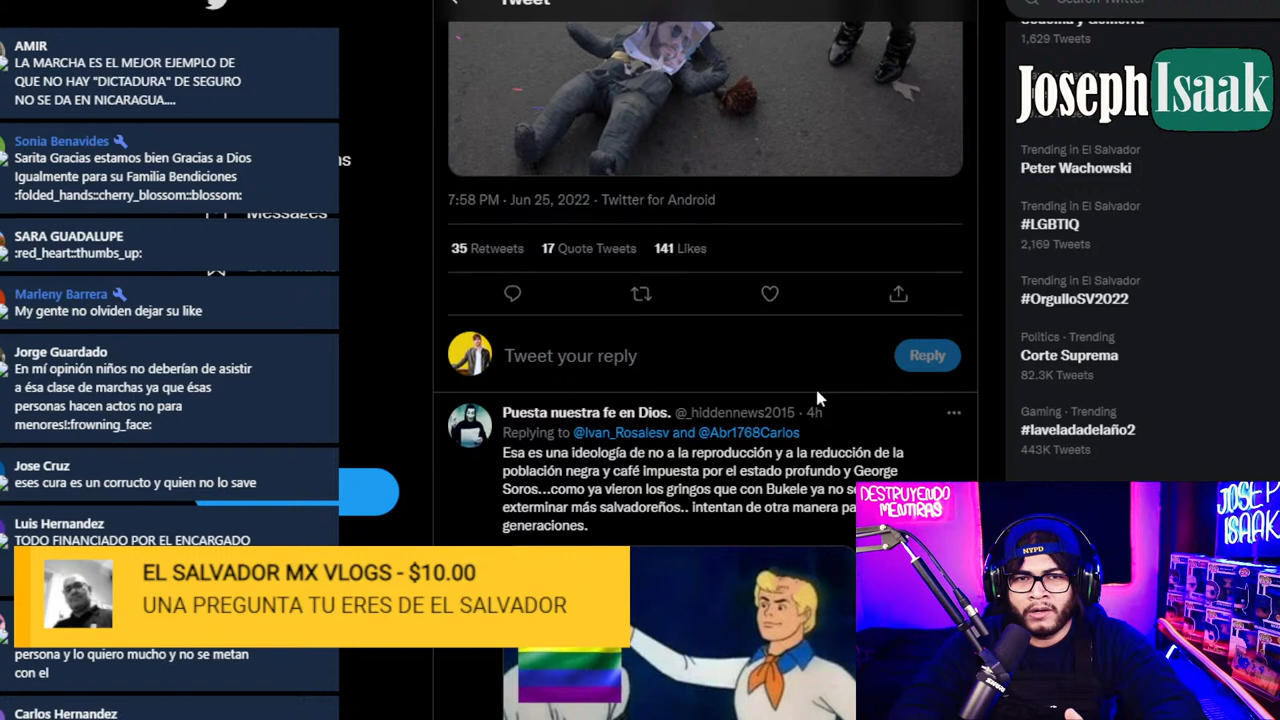 AMIR
LA MARCHA ES EL MEJOR EJEMPLO DE
QUE NO HAY "DICTADURA" DE SEGURO
NO SE DA EN NICARAGUA....
Sonia Benavides
Sarita Gracias estamos bien Gracias a Dios
Igualmente para su Familia Bendiciones
:folded_hands::cherry_blossom::blossom:
SARA GUADALUPE
:red_heart::thumbs_up:
Marleny Barrera
My gente no olviden dejar su like
Jorge Guardado
En mí opinión niños no deberían de asistir
a ésa clase de marchas ya que ésas
personas hacen actos no para
menores!:frowning_face:
Jose Cruz
eses cura es un corructo y quien no lo save
Luis Hernandez
TODO FINANCIADO POR EL ENCARGADO
persona y lo quiero mucho y no se metan
con el
Carlos Hernandez
Messages
EL SALVADOR MX VLOGS - $10.00
UNA PREGUNTA TU ERES DE EL SALVADOR
Tweet
7:58 PM · Jun 25, 2022 · Twitter for Android
35 Retweets 17 Quote Tweets 141 Likes
Tweet your reply
Reply
Puesta nuestra fe en Dios. @_hiddennews2015 · 4h
Replying to @Ivan_Rosalesv and @Abr1768Carlos
Esa es una ideología de no a la reproducción y a la reducción de la
población negra y café impuesta por el estado profundo y George
Soros...como ya vieron los gringos que con Bukele ya no
exterminar más salvadoreños.. intentan de otra manera
generaciones.
Search Twitter
Sodoma y Gomorra
1,629 Tweets
Joseph Isaak
Trending in El Salvador
Peter Wachowski
Trending in El Salvador
#LGBTIQ
2,169 Tweets
Trending in El Salvador
#OrgulloSV2022
Politics · Trending
Corte Suprema
82.3K Tweets
Gaming · Trending
#laveladadelaño2
443K Tweets
DESTRUYENDO
MENTIRAS
NYPD
JOSEPH
ISAAK